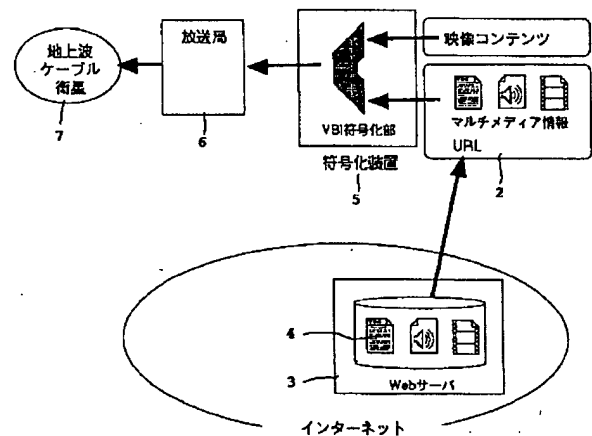 地上波
ケーブル
衛星
7
放送局
6
VBI符号化部
符号化装置
5
映像コンテンツ
マルチメディア情報
URL
2
4
3
Webサーバ
インターネット